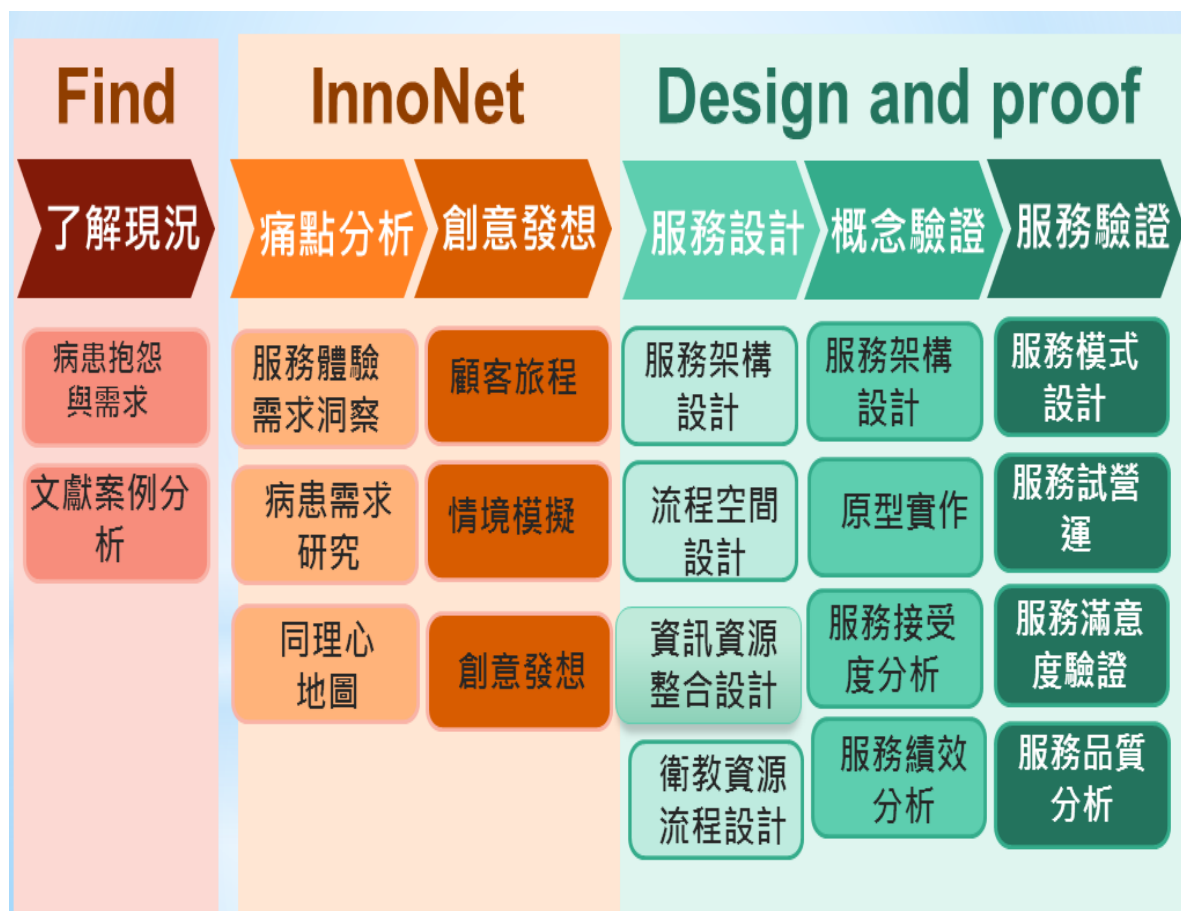 Find
InnoNet
Design and proof
了解現況
痛點分析
創意發想
服務設計
概念驗證
服務驗證
病患抱怨
與需求
文獻案例分
析
服務體驗
需求洞察
病患需求
研究
同理心
地圖
顧客旅程
情境模擬
創意發想
服務架構
設計
流程空間
設計
資訊資源
整合設計
衛教資源
流程設計
服務架構
設計
原型實作
服務接受
度分析
服務績效
分析
服務模式
設計
服務試營
運
服務滿意
度驗證
服務品質
分析